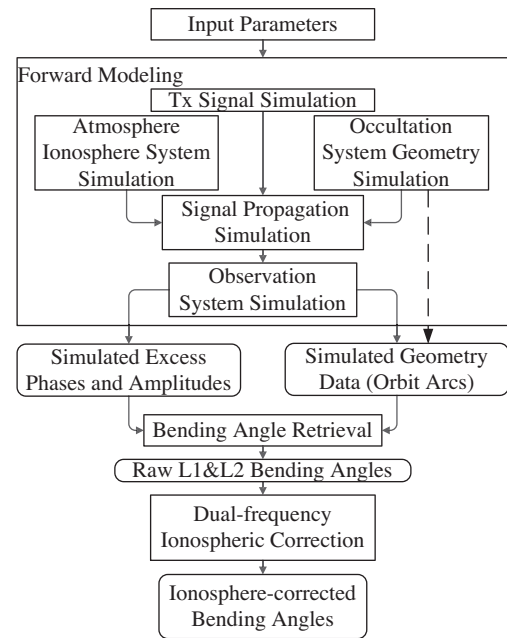 Input Parameters
Forward Modeling
Tx Signal Simulation
Atmosphere
Ionosphere System
Simulation
Occultation
System Geometry
Simulation
Signal Propagation
Simulation
Observation
System Simulation
Simulated Excess
Phases and Amplitudes
Simulated Geometry
Data (Orbit Arcs)
Bending Angle Retrieval
Raw L1&L2 Bending Angles
Dual-frequency
Ionospheric Correction
Ionosphere-corrected
Bending Angles